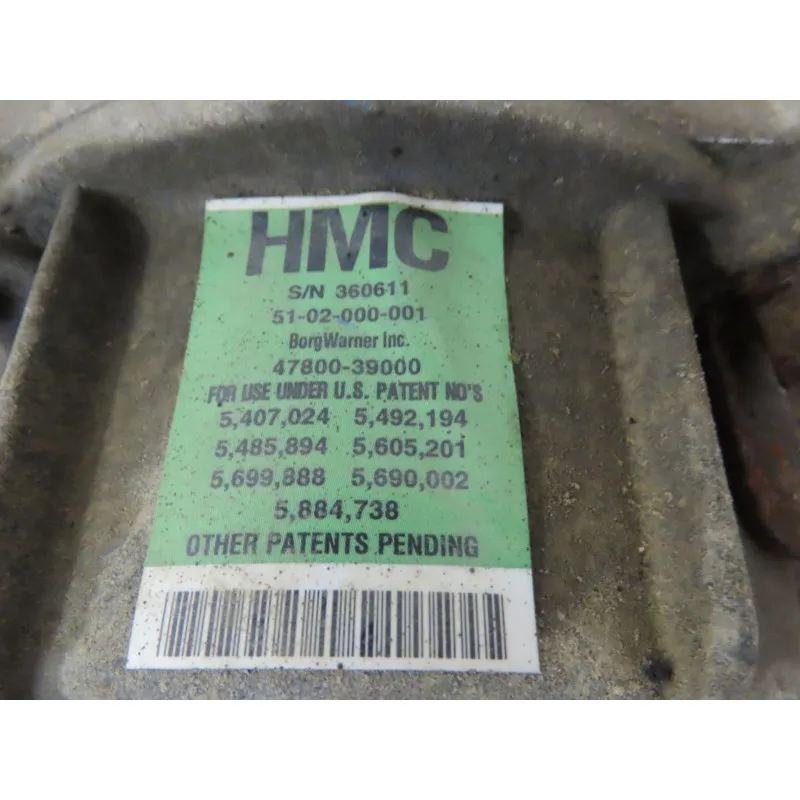 HMC
S/N 360611
51-02-000-001
BorgWarner Inc.
47800-39000
FOR USE UNDER U.S. PATENT NO'S
5,407,024 5,492,194
5,485,894 5,605,201
5,699,888 5,690,002
5,884,738
OTHER PATENTS PENDING